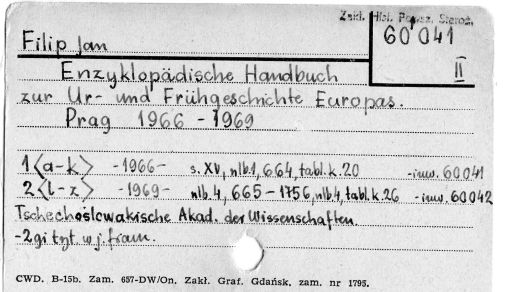 Zakł. Hist. Powsz. Staroż.
60041
II
Filip Jan
Enzyklopädische Handbuch
zur Ur- und Frühgeschichte Europas.
Prag 1966 - 1969
1<a-k> -1966- s. XV, nlb.1, 664, tabl. k. 20 -inw. 60041
2<l-z> -1969- nlb. 4, 665-1756, nlb. 4, tabl. k. 26 -inw. 60042
Tschechoslowakische Akad. der Wissenschaften.
-2gi tyt. w j. franc.
CWD. B-15b. Zam. 657-DW/On. Zakł. Graf. Gdańsk. zam. nr 1795.